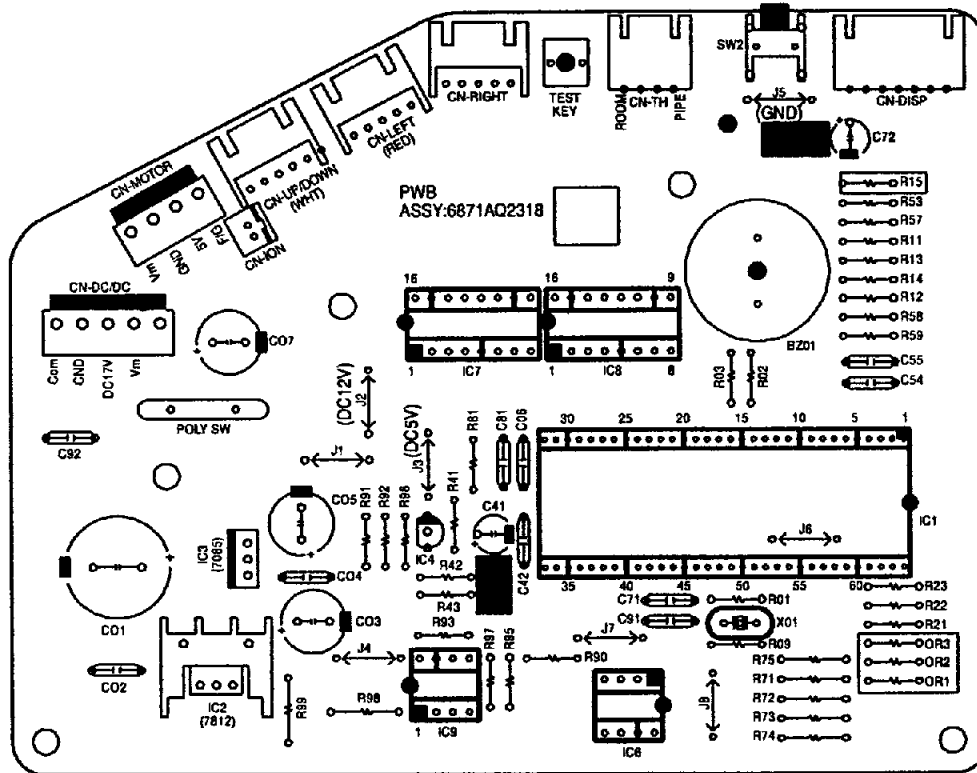 SW2
CN-RIGHT
TEST
KEY
ROOM
CN-TH
PIPE
J5
(GND)
CN-DISP
C72
CN-LEFT
(RED)
CN-MOTOR
CN-UP/DOWN
(WHT)
CN-ION
Vm
GND
5V
F/G
PWB
ASSY:6871AQ2318
R15
R53
R57
R11
R13
R14
R12
R58
R59
C55
C54
CN-DC/DC
Com
GND
DC17V
Vm
CO7
16
16
9
1
IC7
1
IC8
8
BZ01
R03
R02
POLY SW
C92
(DC12V)
J2
J1
(DC5V)
J3
R81
C81
C06
30
25
20
15
10
5
1
IC1
J6
35
40
45
50
55
60
CO5
R91
R92
R96
R41
C41
IC4
C42
IC3
(7085)
CO4
R42
R43
CO1
CO3
R93
C71
C91
R01
X01
R09
R23
R22
R21
OR3
OR2
OR1
J7
J4
R97
R95
R90
CO2
IC2
(7812)
R99
R98
1
IC9
IC6
J8
R75
R71
R72
R73
R74